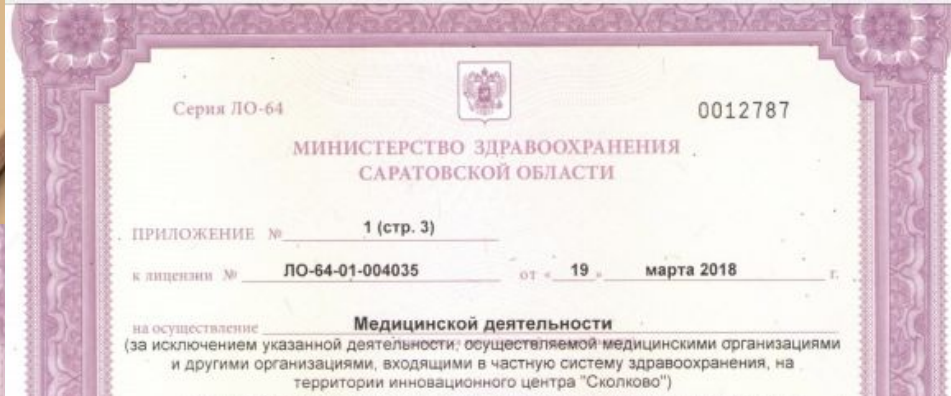 Серия ЛО-64
0012787
МИНИСТЕРСТВО ЗДРАВООХРАНЕНИЯ
САРАТОВСКОЙ ОБЛАСТИ
ПРИЛОЖЕНИЕ № 1 (стр. 3)
к лицензии № ЛО-64-01-004035 от « 19 » марта 2018 г.
на осуществление Медицинской деятельности
(за исключением указанной деятельности, осуществляемой медицинскими организациями
и другими организациями, входящими в частную систему здравоохранения, на
территории инновационного центра "Сколково")